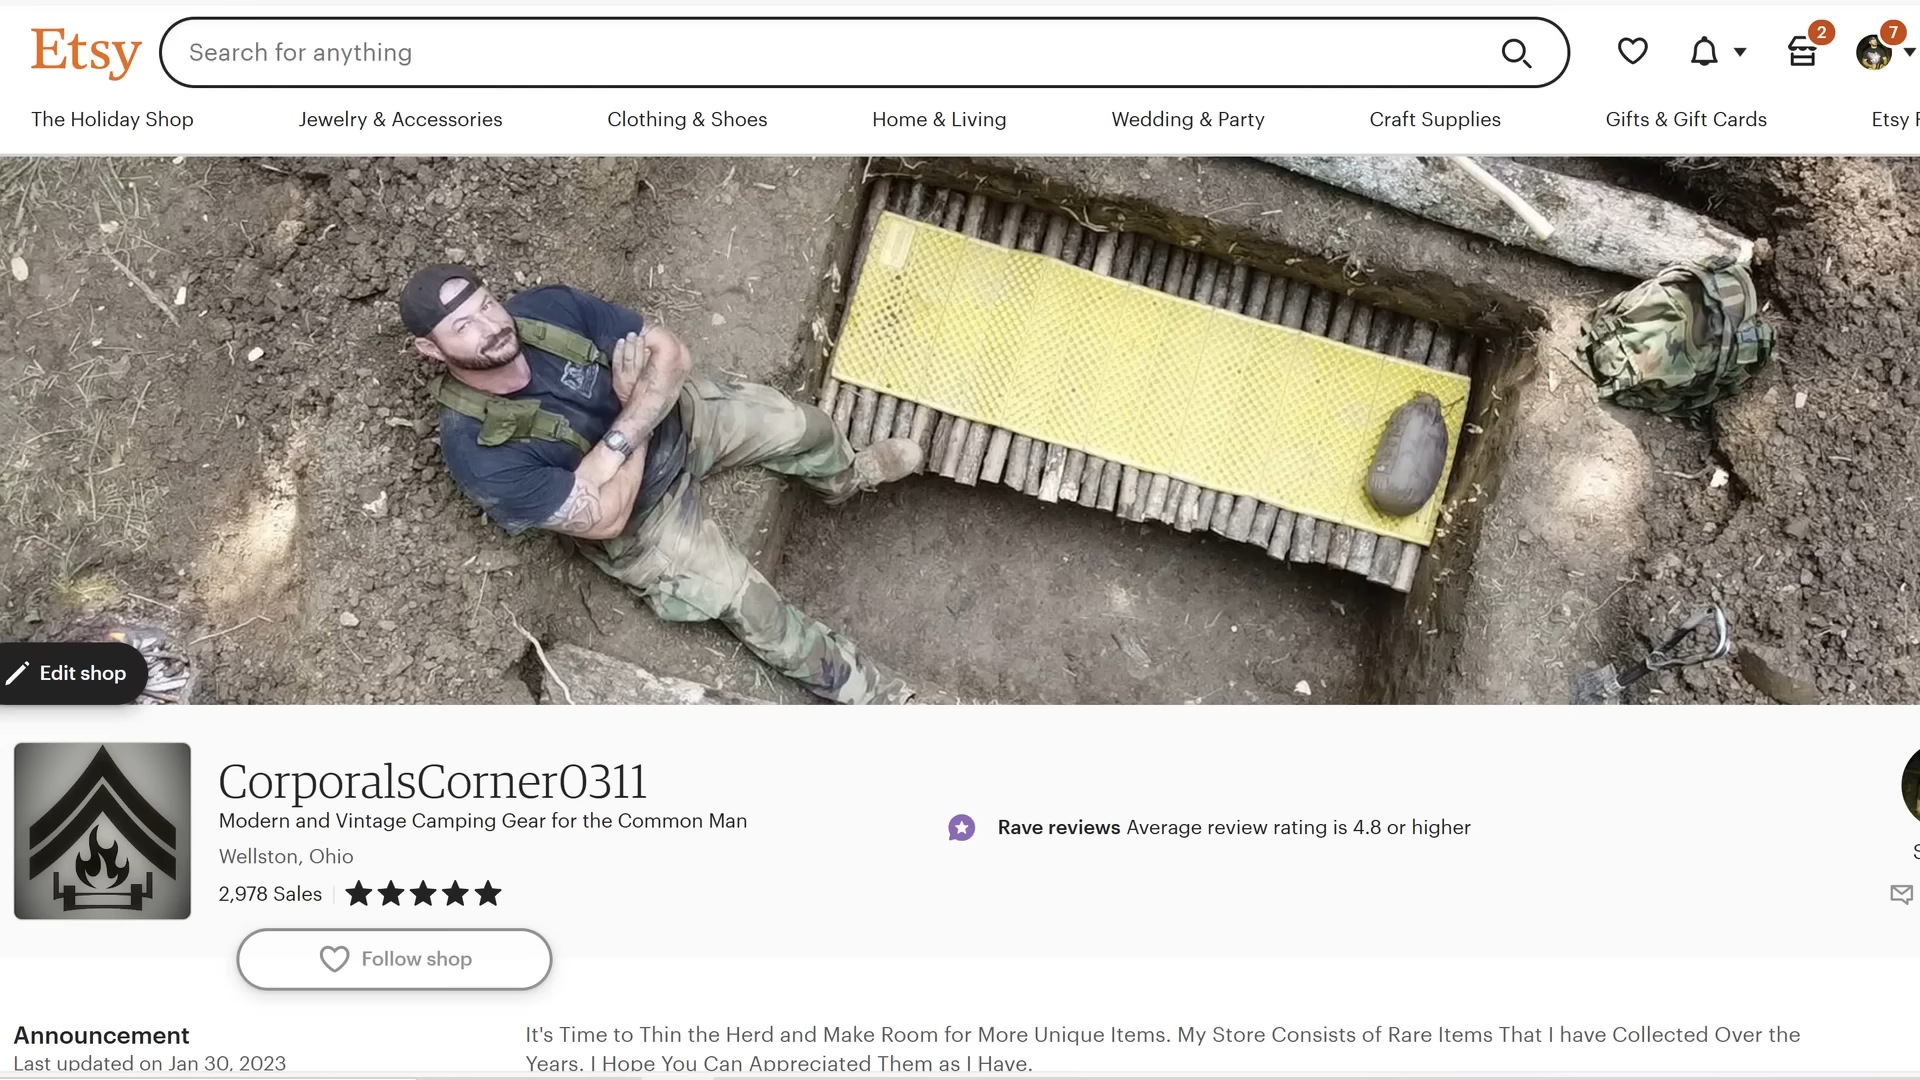 Etsy
Search for anything
2
7
The Holiday Shop
Jewelry & Accessories
Clothing & Shoes
Home & Living
Wedding & Party
Craft Supplies
Gifts & Gift Cards
Etsy
Edit shop
CorporalsCorner0311
Modern and Vintage Camping Gear for the Common Man
Wellston, Ohio
2,978 Sales
Rave reviews Average review rating is 4.8 or higher
Follow shop
Announcement
Last updated on Jan 30, 2023
It's Time to Thin the Herd and Make Room for More Unique Items. My Store Consists of Rare Items That I have Collected Over the
Years. I Hope You Can Appreciated Them as I Have.